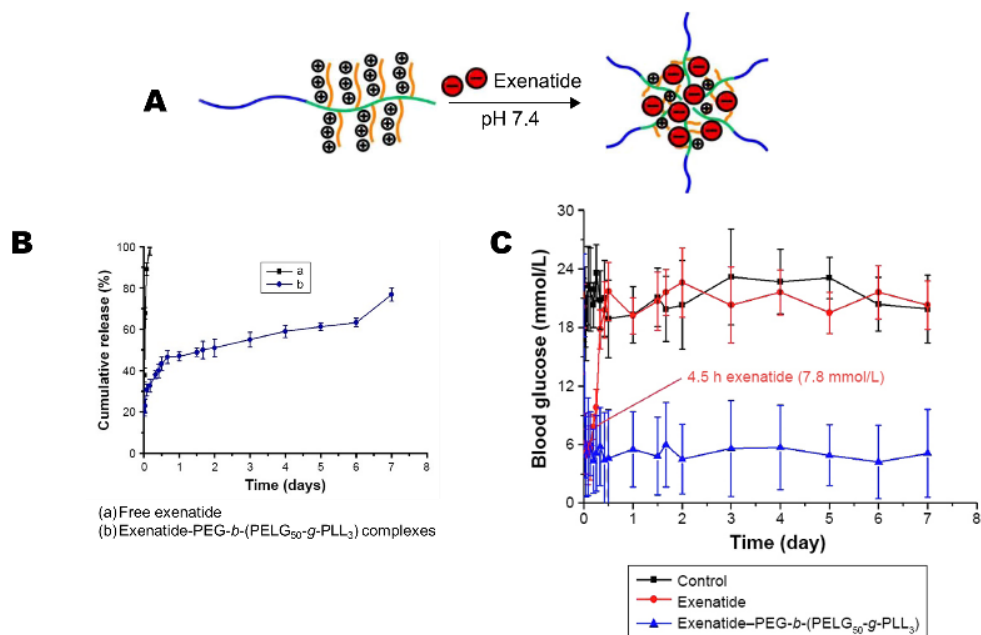 A
Exenatide
pH 7.4
B
Cumulative release (%)
100
80
60
40
20
0
a
b
0 1 2 3 4 5 6 7 8
Time (days)
(a) Free exenatide
(b) Exenatide-PEG-b-(PELG50-g-PLL3) complexes
C
Blood glucose (mmol/L)
30
24
18
12
6
0
4.5 h exenatide (7.8 mmol/L)
0 1 2 3 4 5 6 7 8
Time (day)
Control
Exenatide
Exenatide–PEG-b-(PELG50-g-PLL3)